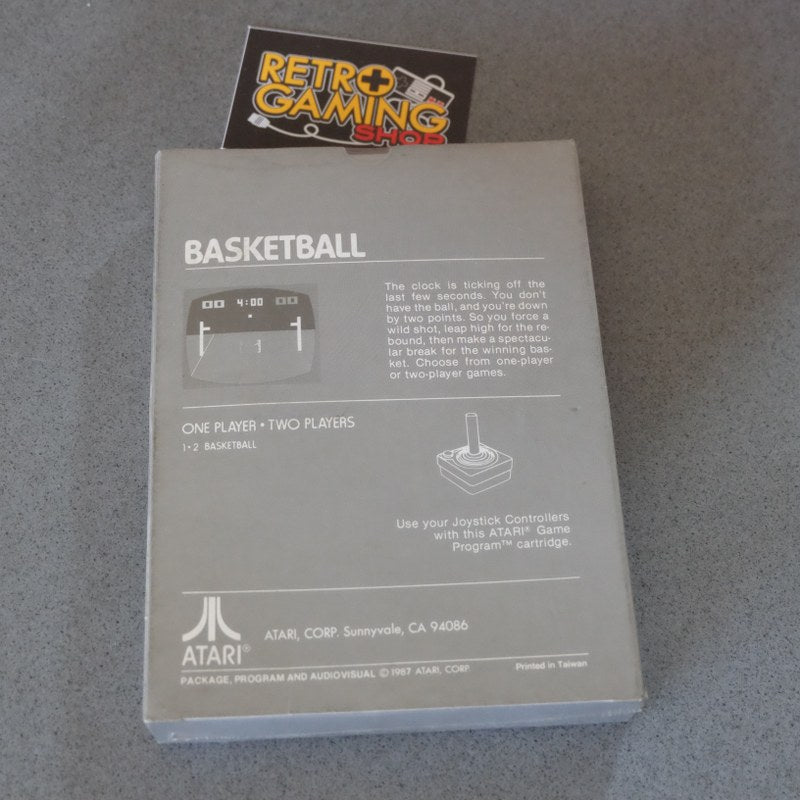 RETRO
GAMING
SHOP
BASKETBALL
00 4:00 00
The clock is ticking off the
last few seconds. You don't
have the ball, and you're down
by two points. So you force a
wild shot, leap high for the re-
bound, then make a spectacu-
lar break for the winning bas-
ket. Choose from one-player
or two-player games.
ONE PLAYER • TWO PLAYERS
1•2 BASKETBALL
Use your Joystick Controllers
with this ATARI® Game
Program™ cartridge.
ATARI®
ATARI, CORP. Sunnyvale, CA 94086
PACKAGE, PROGRAM AND AUDIOVISUAL © 1987 ATARI, CORP.
Printed in Taiwan